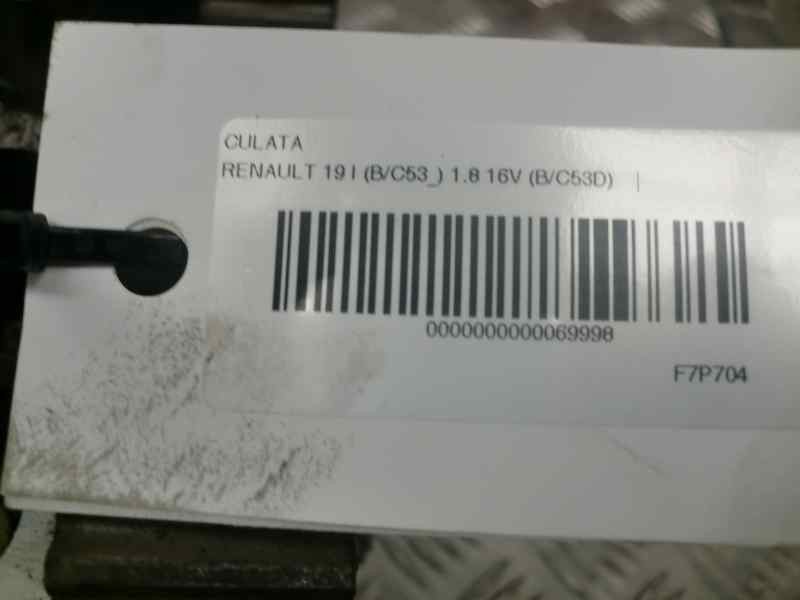 CULATA
RENAULT 19 I (B/C53_) 1.8 16V (B/C53D) |
0000000000069998
F7P704